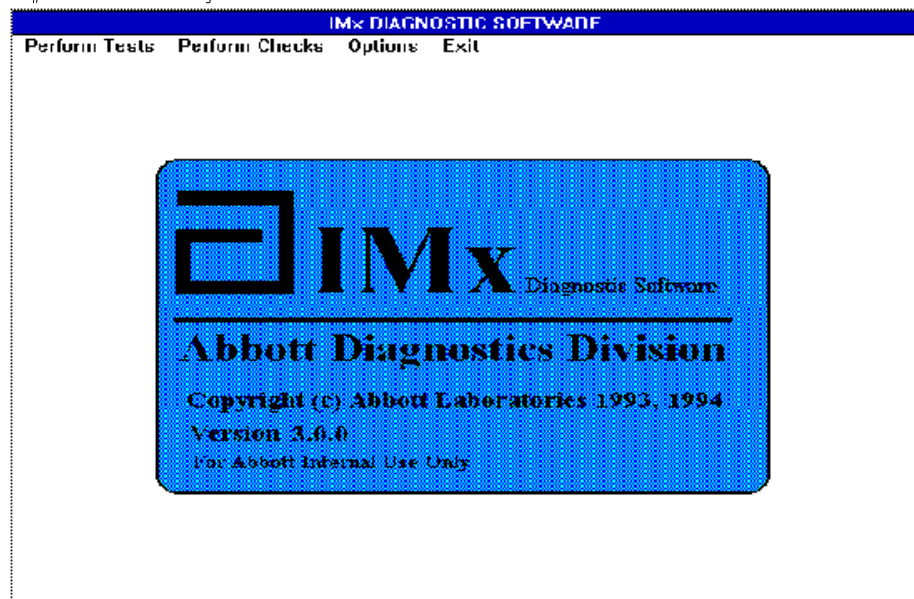 IMx DIAGNOSTIC SOFTWARE
Perform Tests Perform Checks Options Exit
IMx Diagnostic Software
Abbott Diagnostics Division
Copyright (c) Abbott Laboratories 1993, 1994
Version 3.0.0
For Abbott Internal Use Only